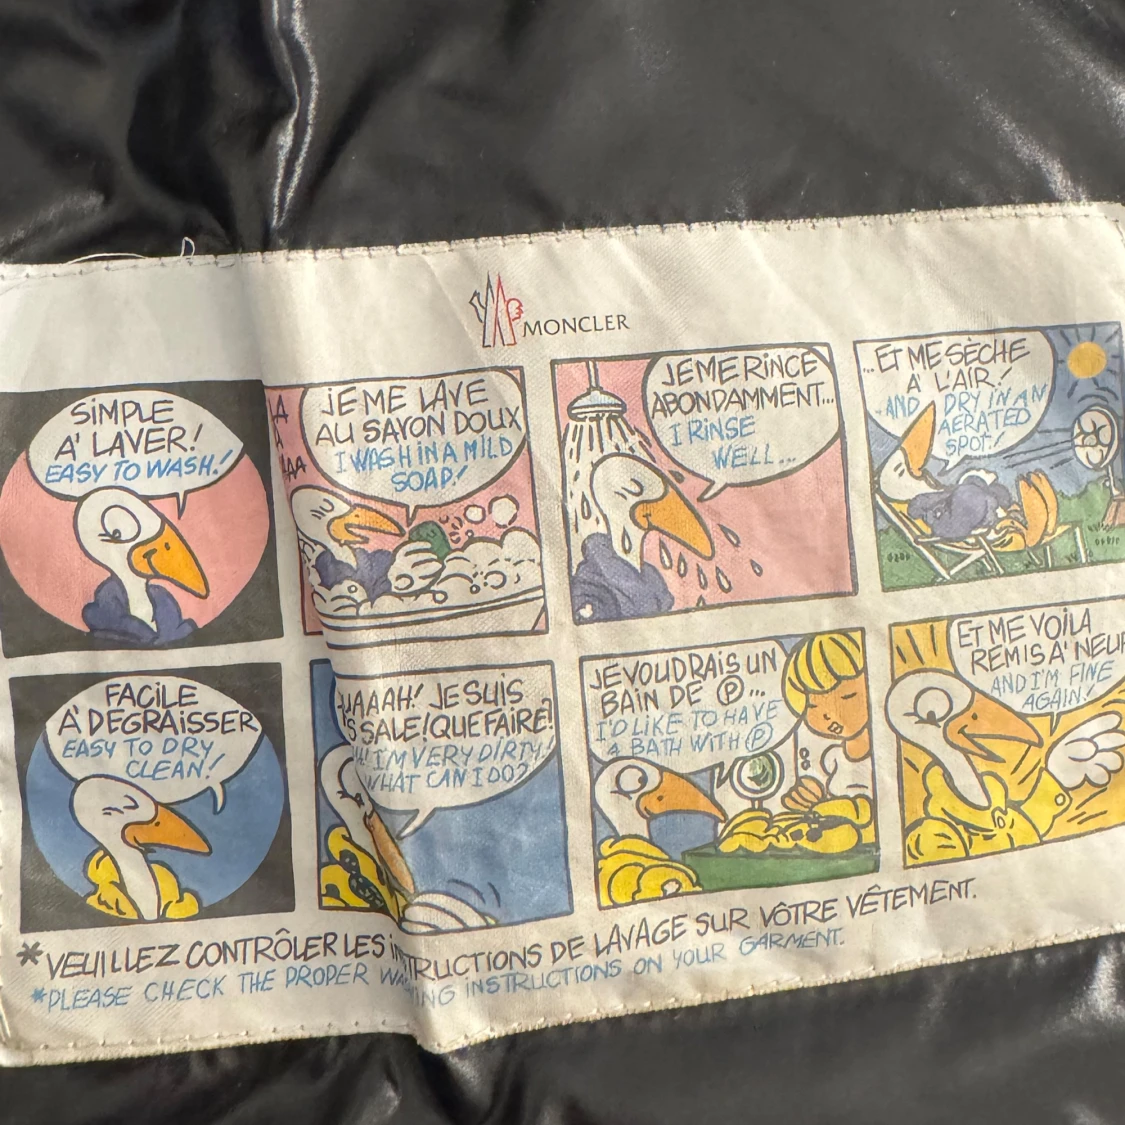 MONCLER
SIMPLE
A' LAVER!
EASY TO WASH!
JE ME LAVE
AU SAVON DOUX
I WASH IN A MILD
SOAP!
JE ME RINCE
ABONDAMMENT...
I RINSE
WELL...
...ET ME SÈCHE
A' L'AIR!
AND DRY IN AN
AERATED
SPOT!
FACILE
A' DEGRAISSER
EASY TO DRY
CLEAN!
JE SUIS
SALE! QUE FAIRE?
I'M VERY DIRTY!
WHAT CAN I DO?
JE VOUDRAIS UN
BAIN DE Ⓟ...
I'D LIKE TO HAVE
A BATH WITH Ⓟ
ET ME VOILA
REMIS A' NEUF
AND I'M FINE
AGAIN!
*VEUILLEZ CONTRÔLER LES INSTRUCTIONS DE LAVAGE SUR VÔTRE VÊTEMENT.
*PLEASE CHECK THE PROPER WASHING INSTRUCTIONS ON YOUR GARMENT.